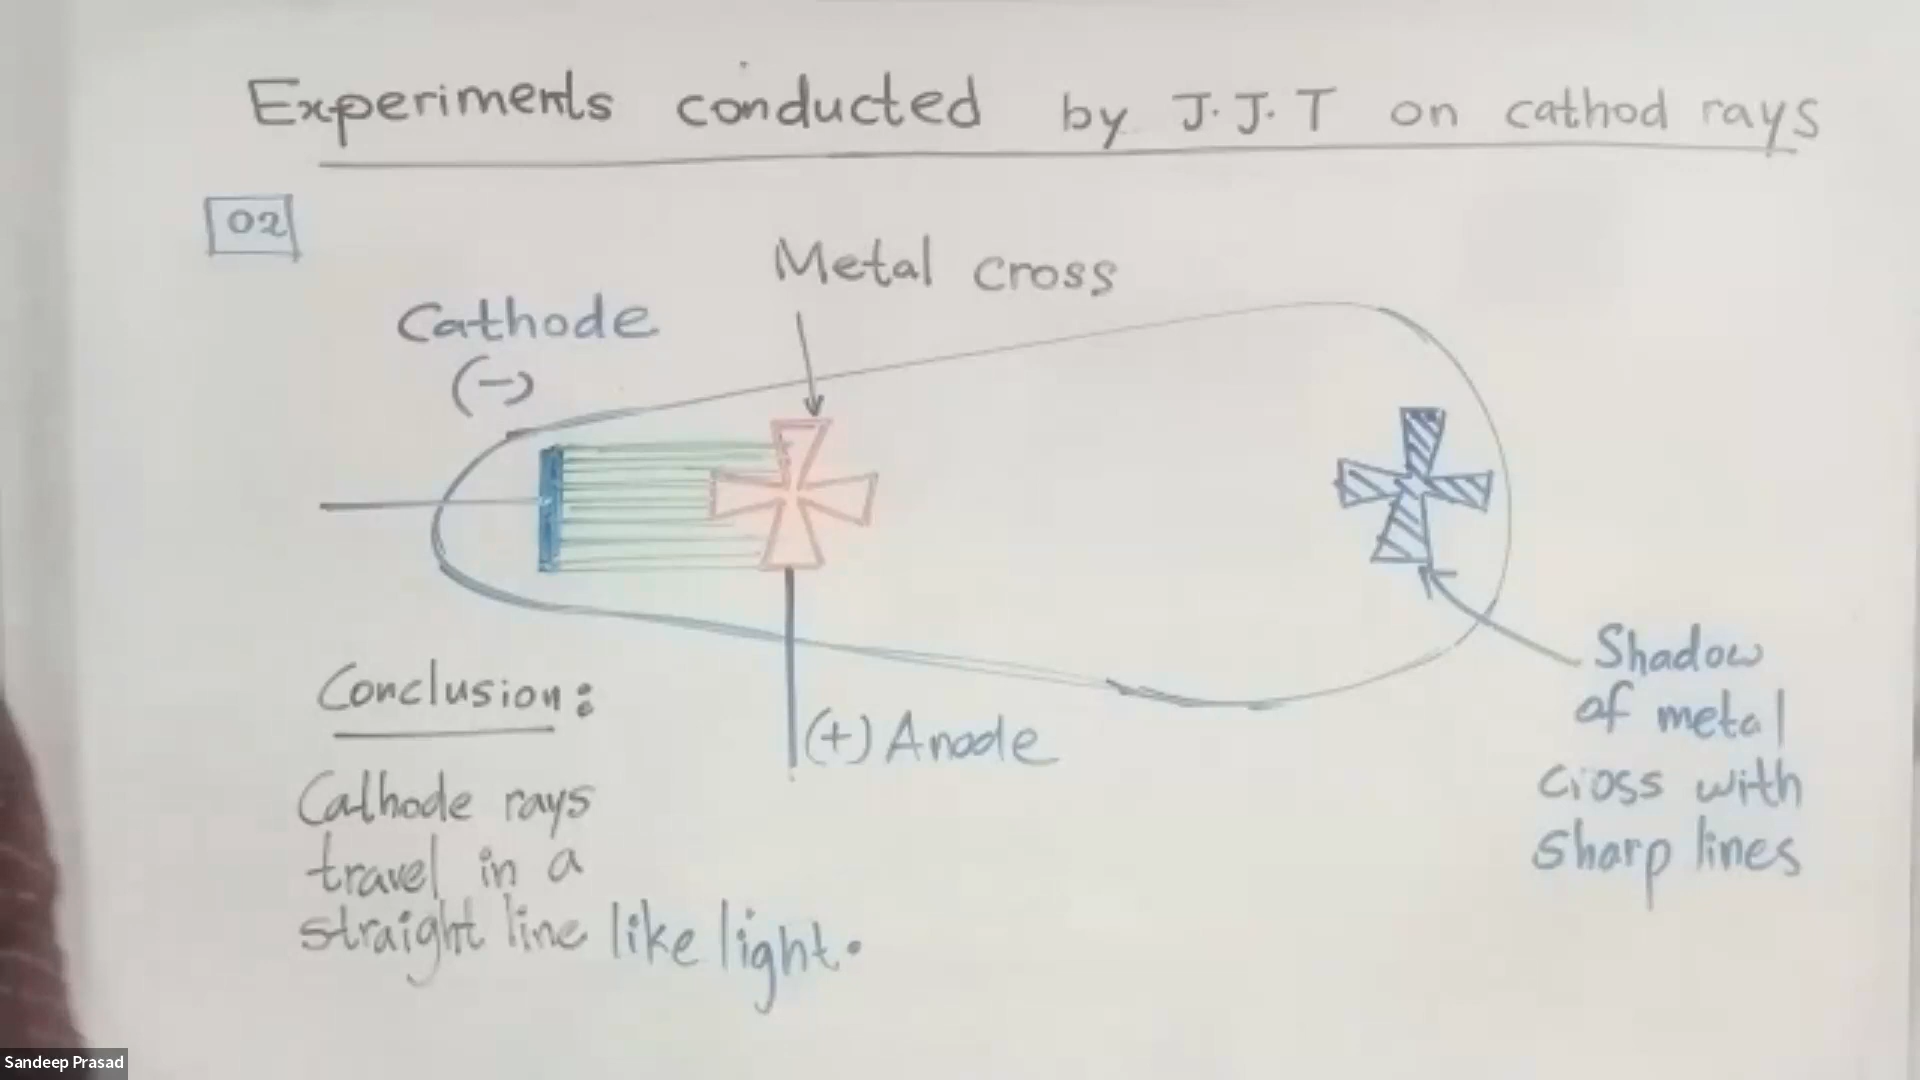 Experiments conducted by J.J.T on cathod rays
02
Metal cross
Cathode
(-)
(+) Anode
Shadow
of metal
cross with
sharp lines
Conclusion:
Cathode rays
travel in a
straight line like light.
Sandeep Prasad